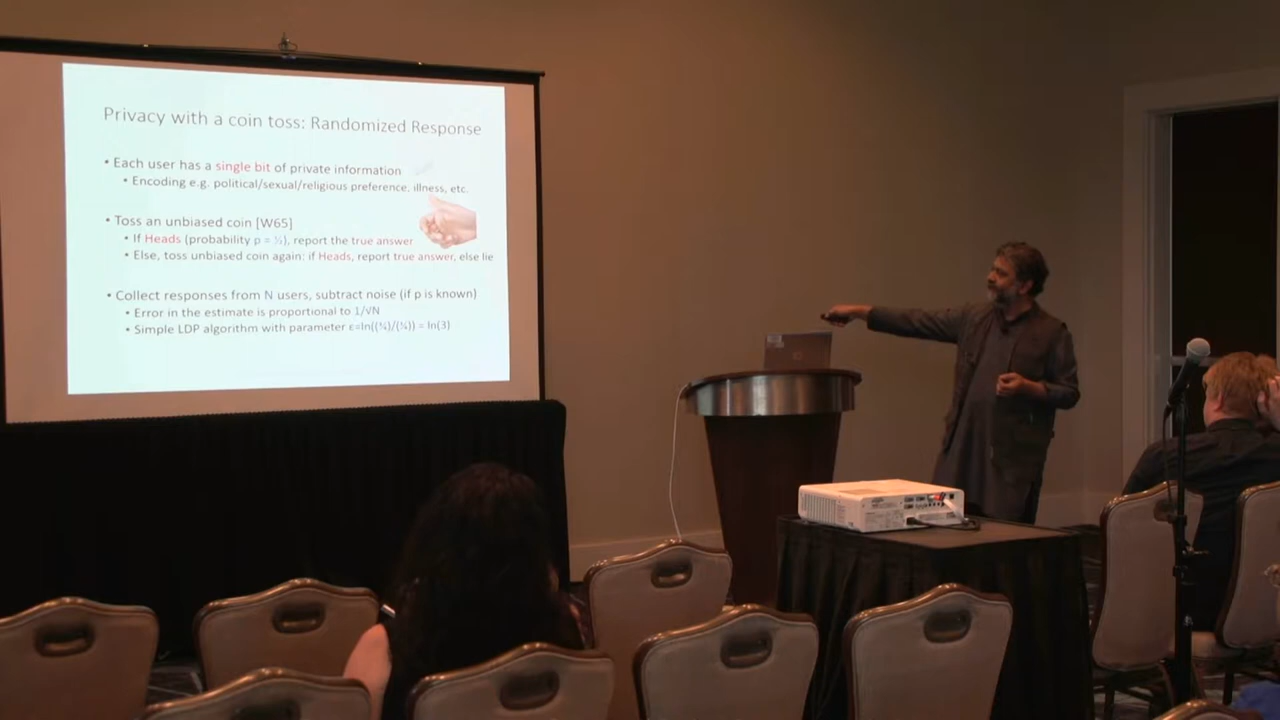 Privacy with a coin toss: Randomized Response
• Each user has a single bit of private information
• Encoding e.g. political/sexual/religious preference, illness, etc.
• Toss an unbiased coin [W65]
• If Heads (probability p = ½), report the true answer
• Else, toss unbiased coin again: if Heads, report true answer, else lie
• Collect responses from N users, subtract noise (if p is known)
• Error in the estimate is proportional to 1/√N
• Simple LDP algorithm with parameter ε=ln((¾)/(¼)) = ln(3)